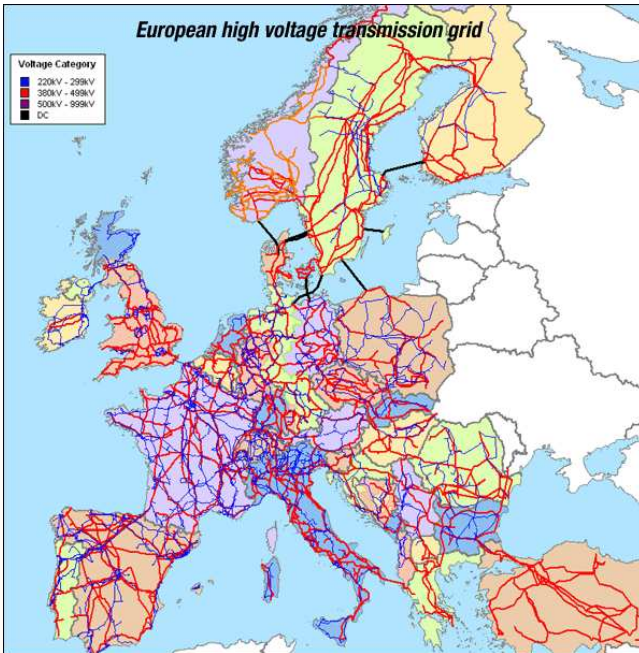 European high voltage transmission grid
Voltage Category
220kV - 299kV
380kV - 499kV
500kV - 999kV
DC